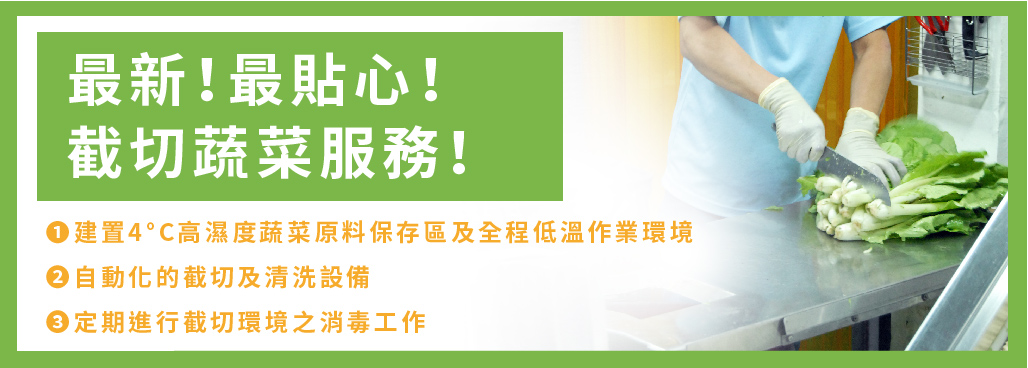 最新！最貼心！
截切蔬菜服務！
❶建置4°C高濕度蔬菜原料保存區及全程低溫作業環境
❷自動化的截切及清洗設備
❸定期進行截切環境之消毒工作